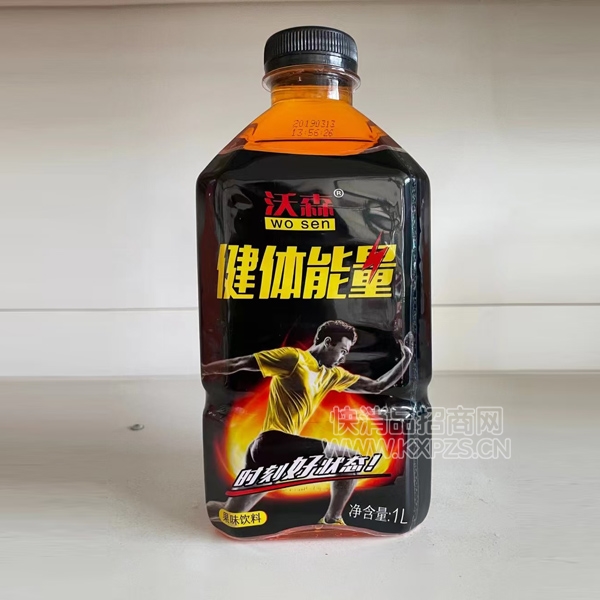 20190313
13:56 26
沃森®
wo sen
健体能量
快消品招商网
WWW.KXPZS.CN
时刻好状态!
果味饮料
净含量:1L